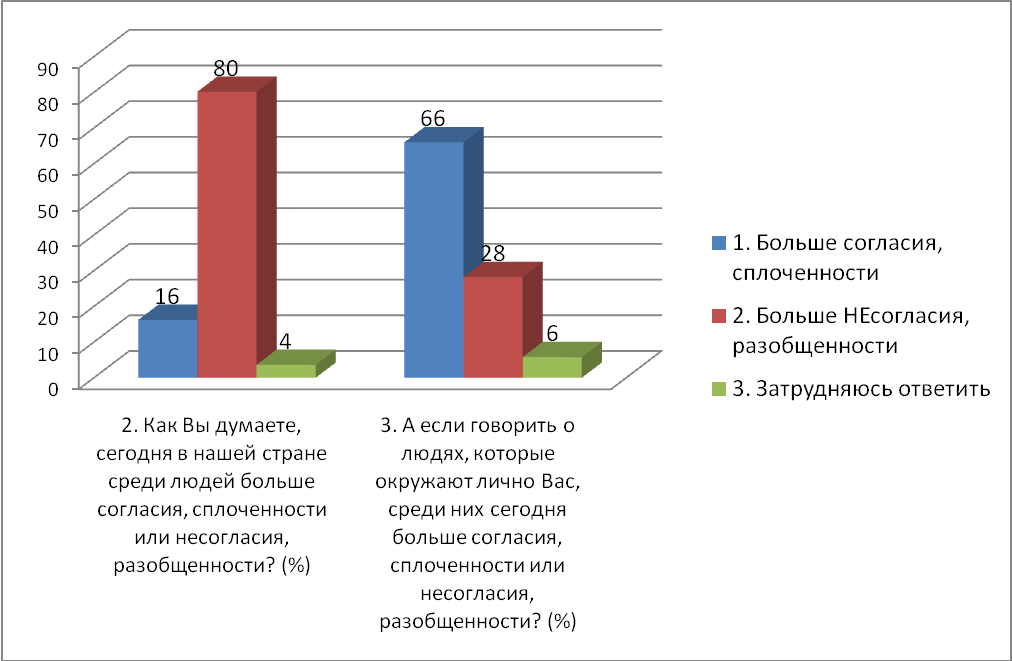 90
80
70
60
50
40
30
20
10
0
16
80
4
66
28
6
2. Как Вы думаете,
сегодня в нашей стране
среди людей больше
согласия, сплоченности
или несогласия,
разобщенности? (%)
3. А если говорить о
людях, которые
окружают лично Вас,
среди них сегодня
больше согласия,
сплоченности или
несогласия,
разобщенности? (%)
1. Больше согласия,
сплоченности
2. Больше НЕсогласия,
разобщенности
3. Затрудняюсь ответить